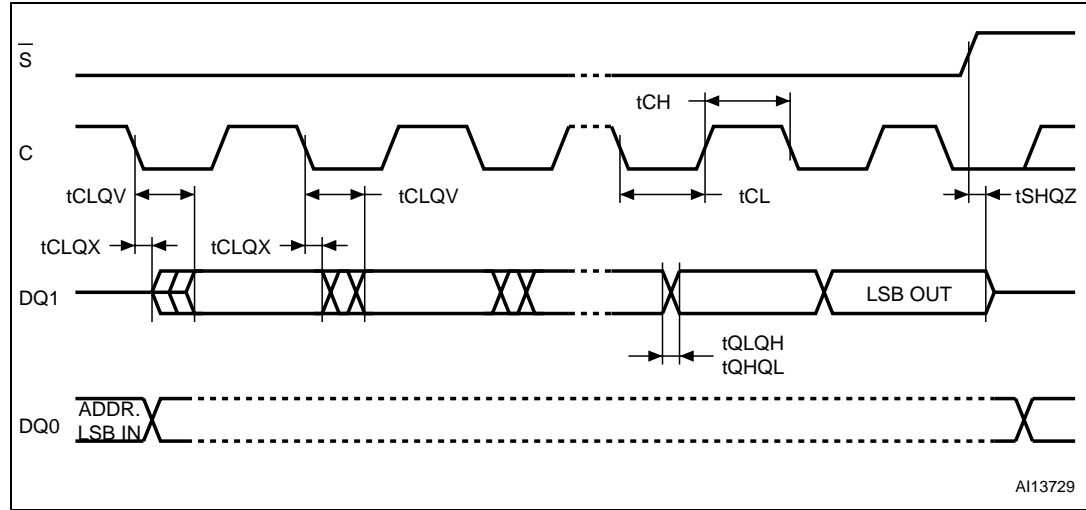 S
tCH
C
tCLQV
tCLQV
tCL
tSHQZ
tCLQX
tCLQX
DQ1
LSB OUT
tQLQH
tQHQL
DQ0
ADDR.
LSB IN
AI13729